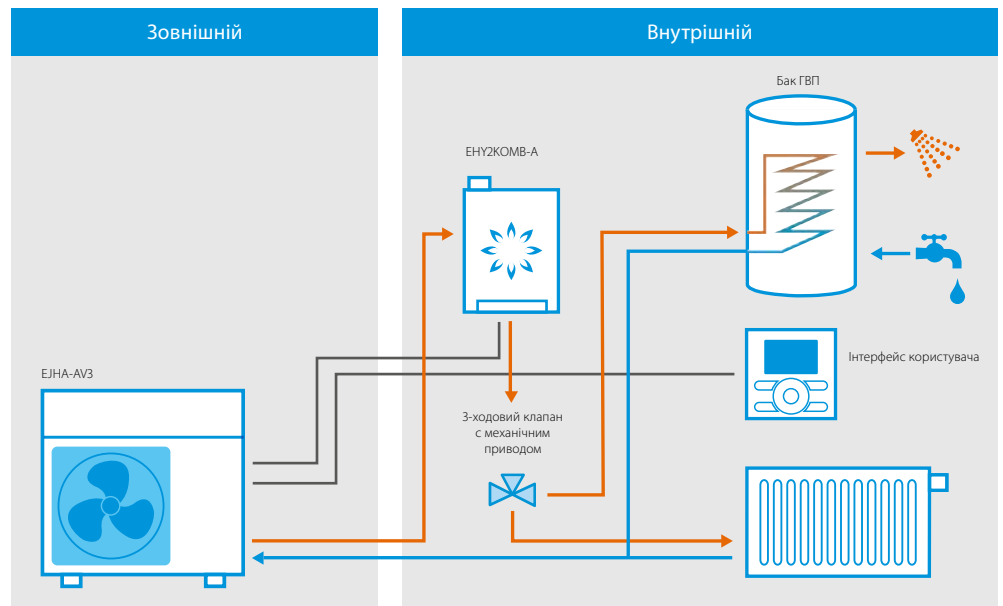 Зовнішній
Внутрішній
Бак ГВП
EHY2KOMB-A
EJHA-AV3
Інтерфейс користувача
3-ходовий клапан
с механічним
приводом